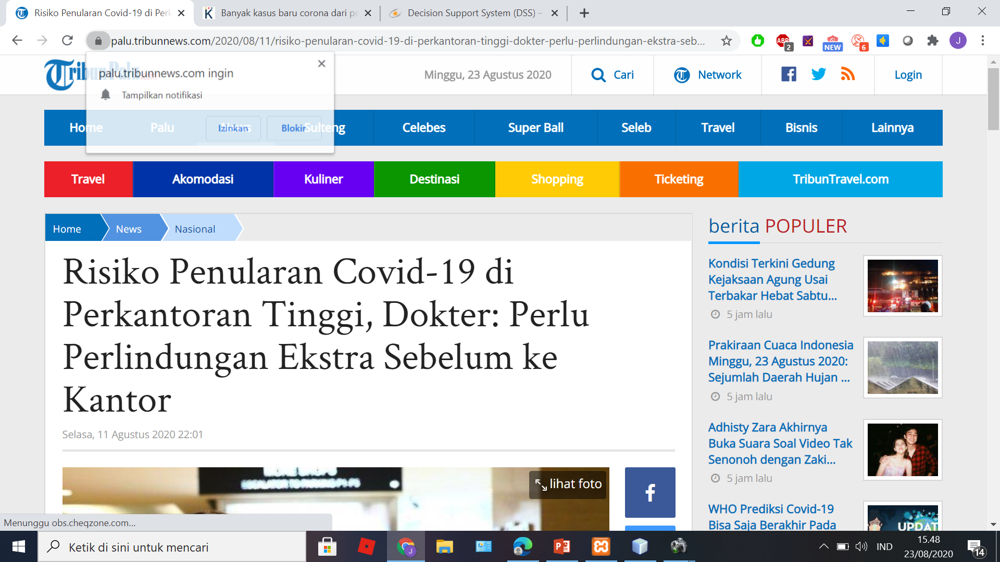 Risiko Penularan Covid-19 di Perk
Banyak kasus baru corona dari pe
Decision Support System (DSS) –
palu.tribunnews.com/2020/08/11/risiko-penularan-covid-19-di-perkantoran-tinggi-dokter-perlu-perlindungan-ekstra-seb...
ABP
2
NEW
6
J
Tribun
palu.tribunnews.com ingin
Tampilkan notifikasi
Izinkan
Blokir
Minggu, 23 Agustus 2020
Cari
Network
Login
Home
Palu
News
Sulteng
Celebes
Super Ball
Seleb
Travel
Bisnis
Lainnya
Travel
Akomodasi
Kuliner
Destinasi
Shopping
Ticketing
TribunTravel.com
Home
News
Nasional
Risiko Penularan Covid-19 di
Perkantoran Tinggi, Dokter: Perlu
Perlindungan Ekstra Sebelum ke
Kantor
Selasa, 11 Agustus 2020 22:01
lihat foto
berita POPULER
Kondisi Terkini Gedung
Kejaksaan Agung Usai
Terbakar Hebat Sabtu...
5 jam lalu
Prakiraan Cuaca Indonesia
Minggu, 23 Agustus 2020:
Sejumlah Daerah Hujan ...
5 jam lalu
Adhisty Zara Akhirnya
Buka Suara Soal Video Tak
Senonoh dengan Zaki...
5 jam lalu
WHO Prediksi Covid-19
Bisa Saja Berakhir Pada
UPDAT
Menunggu obs.cheqzone.com...
Ketik di sini untuk mencari
IND
15.48
23/08/2020
14